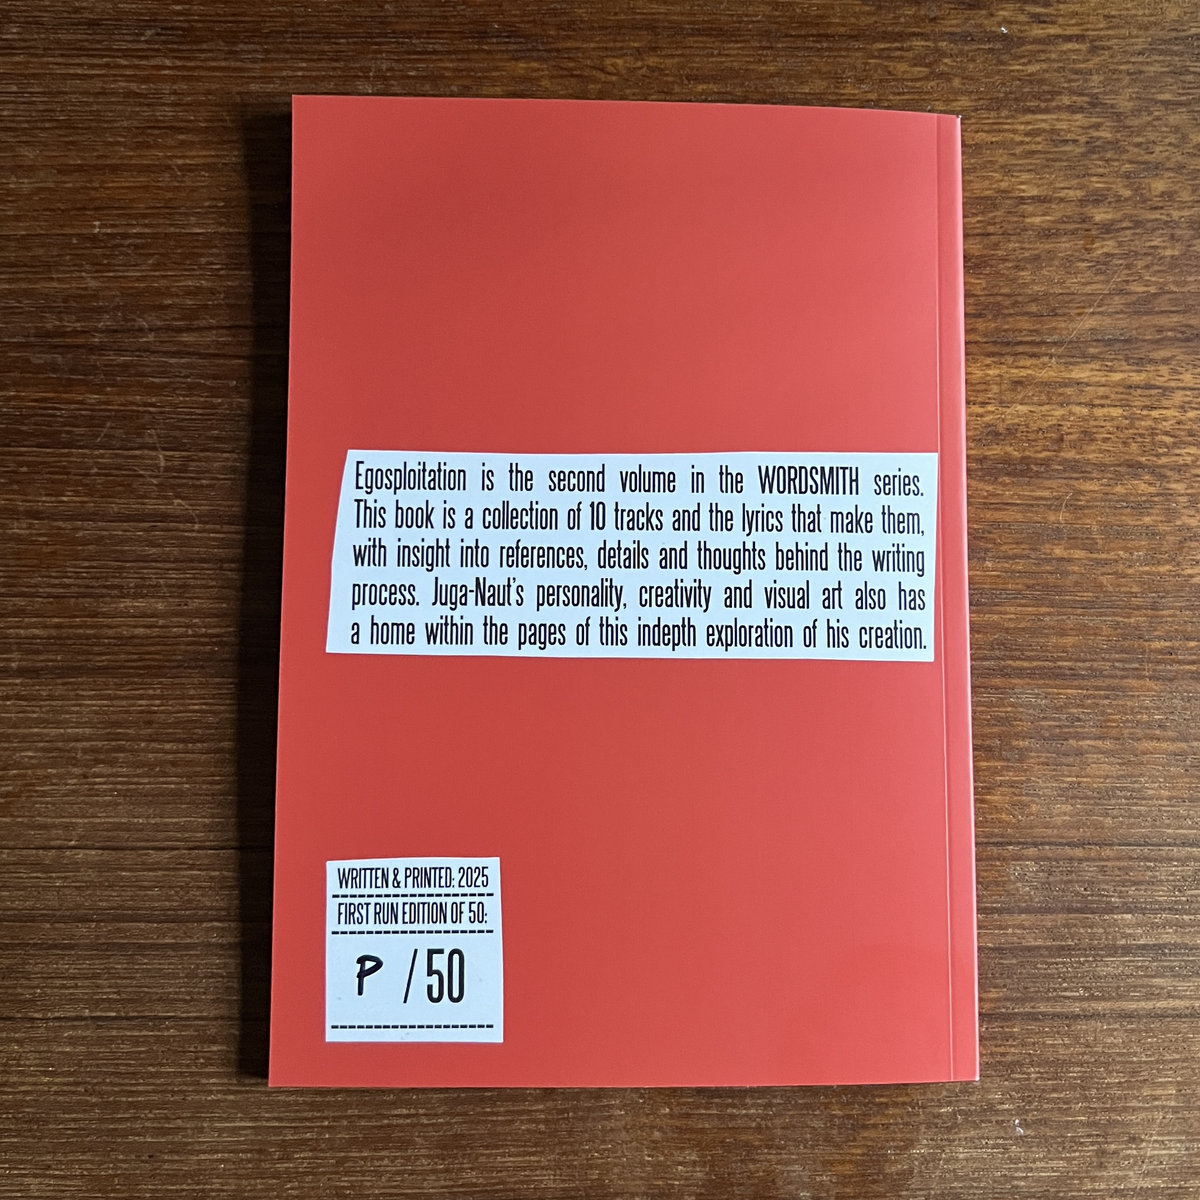 Egosploitation is the second volume in the WORDSMITH series.
This book is a collection of 10 tracks and the lyrics that make them,
with insight into references, details and thoughts behind the writing
process. Juga-Naut's personality, creativity and visual art also has
a home within the pages of this indepth exploration of his creation.
WRITTEN & PRINTED: 2025
FIRST RUN EDITION OF 50:
P /50